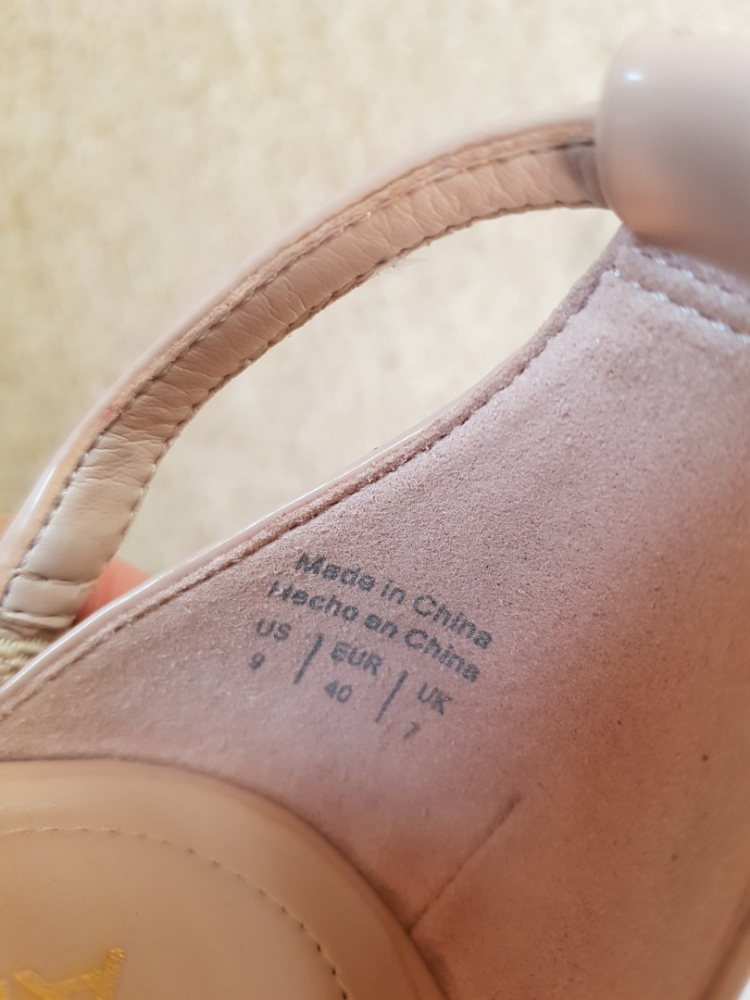 Made in China
Hecho en China
US | EUR | UK
9 | 40 | 7